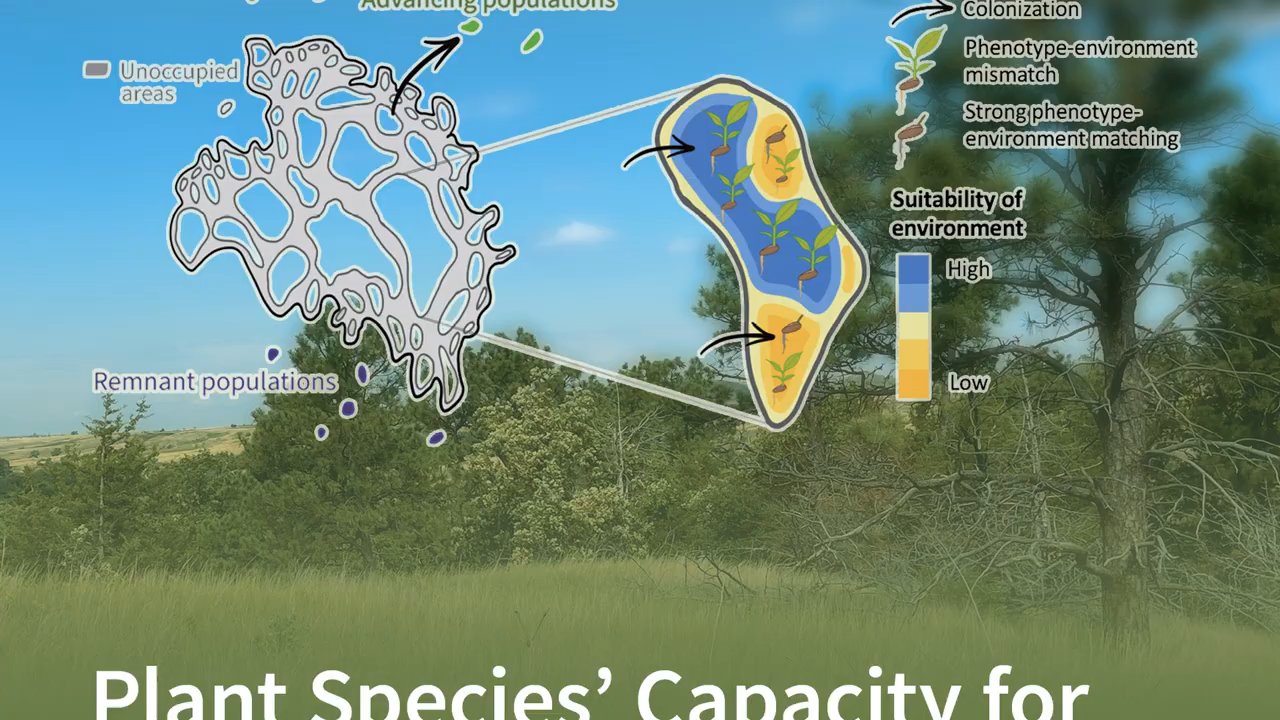 Advancing populations
Colonization
Unoccupied
areas
Phenotype-environment
mismatch
Strong phenotype-
environment matching
Suitability of
environment
High
Remnant populations
Low
Plant Species’ Capacity for